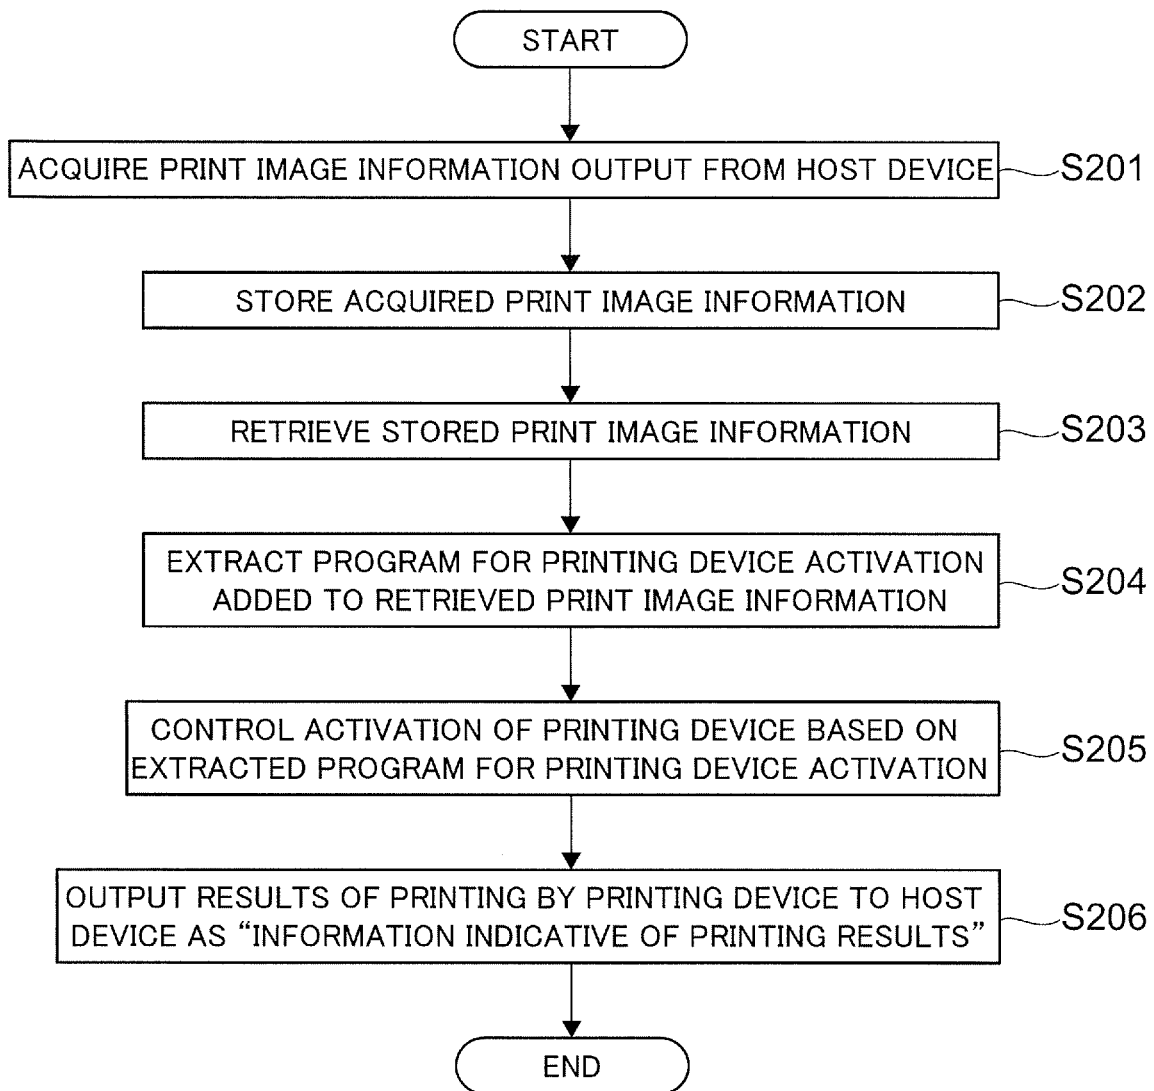 START
ACQUIRE PRINT IMAGE INFORMATION OUTPUT FROM HOST DEVICE
S201
STORE ACQUIRED PRINT IMAGE INFORMATION
S202
RETRIEVE STORED PRINT IMAGE INFORMATION
S203
EXTRACT PROGRAM FOR PRINTING DEVICE ACTIVATION
ADDED TO RETRIEVED PRINT IMAGE INFORMATION
S204
CONTROL ACTIVATION OF PRINTING DEVICE BASED ON
EXTRACTED PROGRAM FOR PRINTING DEVICE ACTIVATION
S205
OUTPUT RESULTS OF PRINTING BY PRINTING DEVICE TO HOST
DEVICE AS “INFORMATION INDICATIVE OF PRINTING RESULTS”
S206
END